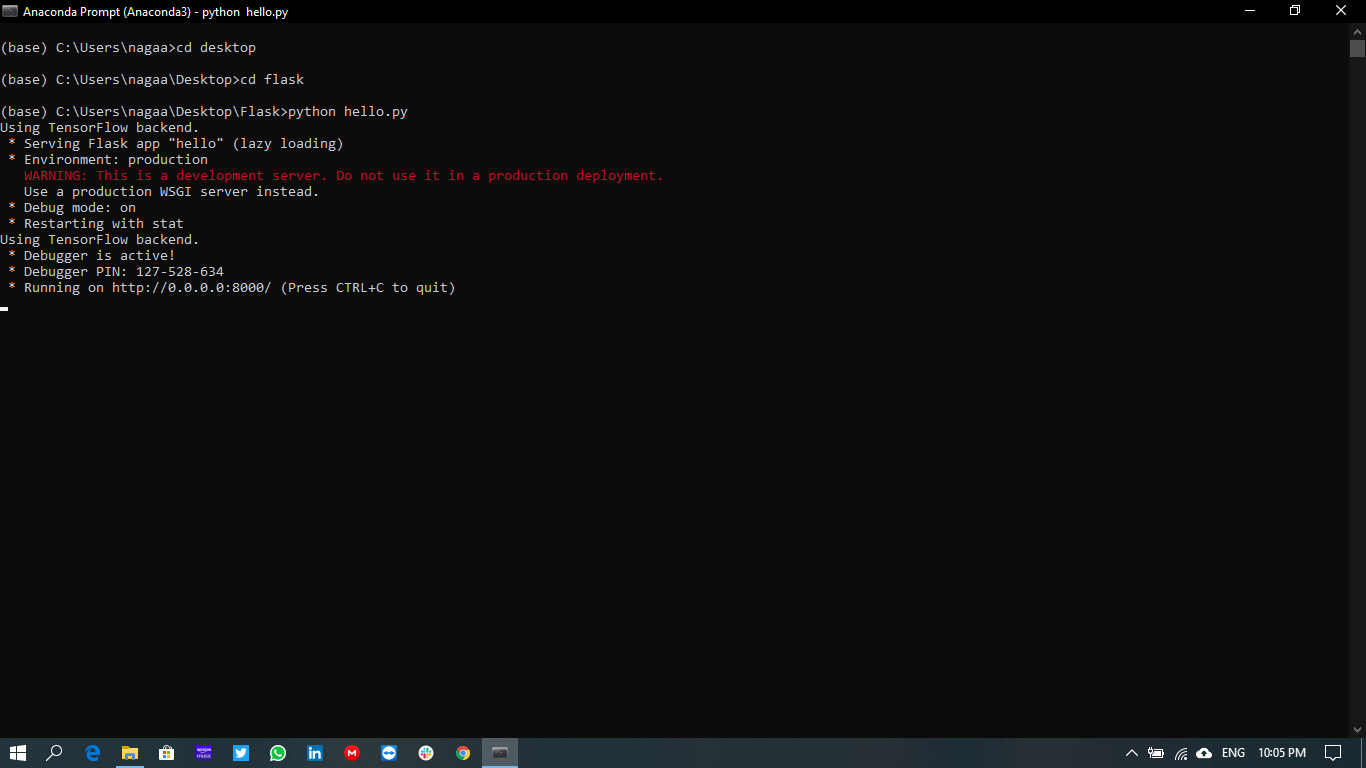 Anaconda Prompt (Anaconda3) - python  hello.py
(base) C:\Users\nagaa>cd desktop
(base) C:\Users\nagaa\Desktop>cd flask
(base) C:\Users\nagaa\Desktop\Flask>python hello.py
Using TensorFlow backend.
 * Serving Flask app "hello" (lazy loading)
 * Environment: production
   WARNING: This is a development server. Do not use it in a production deployment.
   Use a production WSGI server instead.
 * Debug mode: on
 * Restarting with stat
Using TensorFlow backend.
 * Debugger is active!
 * Debugger PIN: 127-528-634
 * Running on http://0.0.0.0:8000/ (Press CTRL+C to quit)
amazon music
in
M
ENG
10:05 PM